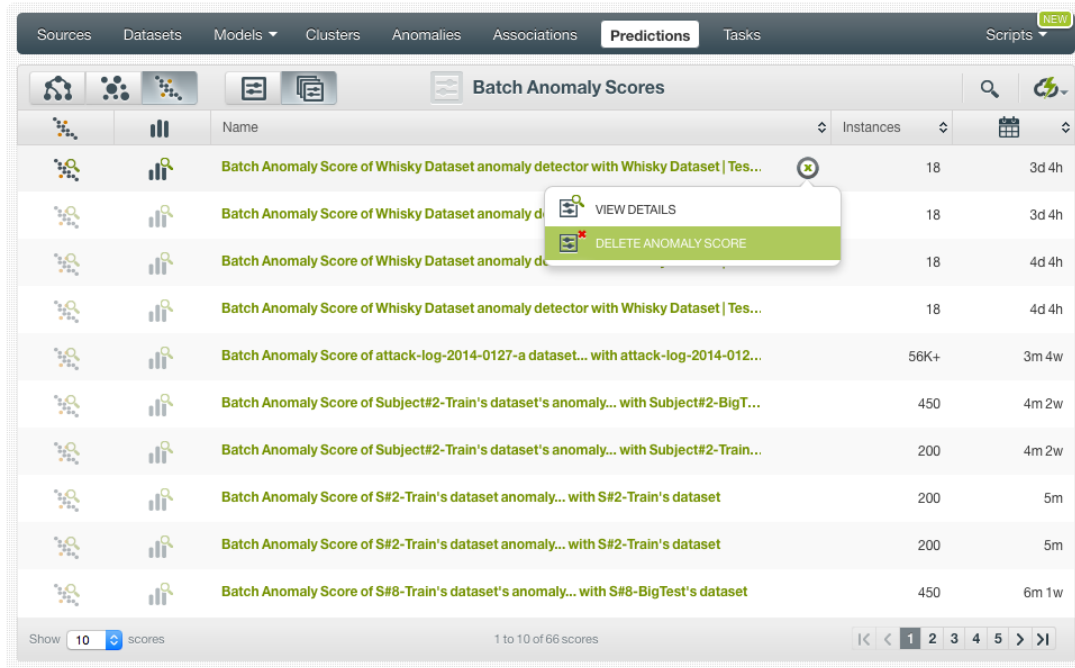 NEW
Sources Datasets Models Clusters Anomalies Associations Predictions Tasks Scripts
Batch Anomaly Scores
Name Instances
Batch Anomaly Score of Whisky Dataset anomaly detector with Whisky Dataset | Tes... 18 3d 4h
Batch Anomaly Score of Whisky Dataset anomaly d 18 3d 4h
VIEW DETAILS
DELETE ANOMALY SCORE
Batch Anomaly Score of Whisky Dataset anomaly de 18 4d 4h
Batch Anomaly Score of Whisky Dataset anomaly detector with Whisky Dataset | Tes... 18 4d 4h
Batch Anomaly Score of attack-log-2014-0127-a dataset... with attack-log-2014-012... 56K+ 3m 4w
Batch Anomaly Score of Subject#2-Train's dataset's anomaly... with Subject#2-BigT... 450 4m 2w
Batch Anomaly Score of Subject#2-Train's dataset's anomaly... with Subject#2-Train... 200 4m 2w
Batch Anomaly Score of S#2-Train's dataset anomaly... with S#2-Train's dataset 200 5m
Batch Anomaly Score of S#2-Train's dataset anomaly... with S#2-Train's dataset 200 5m
Batch Anomaly Score of S#8-Train's dataset's anomaly... with S#8-BigTest's dataset 450 6m 1w
Show 10 scores 1 to 10 of 66 scores 1 2 3 4 5